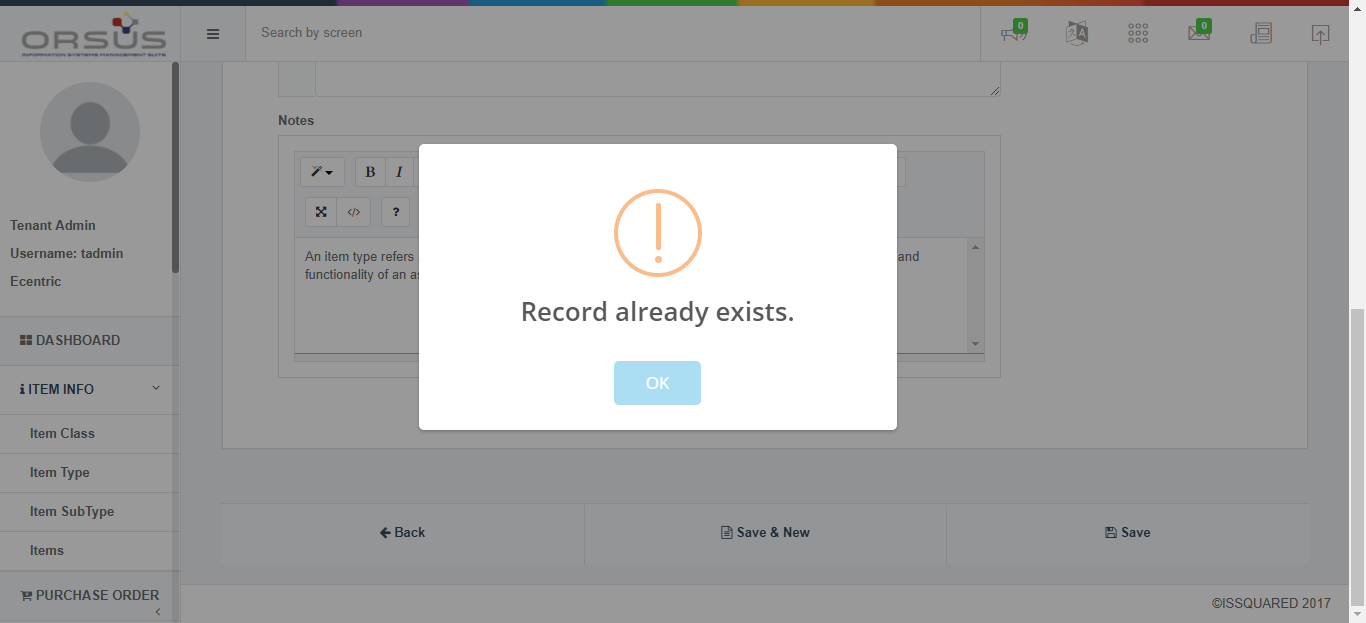 ORSUS
INFORMATION SYSTEMS MANAGEMENT SUITE
Search by screen
0
A
0
Tenant Admin
Username: tadmin
Ecentric
DASHBOARD
ITEM INFO
Item Class
Item Type
Item SubType
Items
PURCHASE ORDER
Notes
B I
</>
?
An item type refers
and
functionality of an as
Record already exists.
OK
Back
Save & New
Save
©ISSQUARED 2017